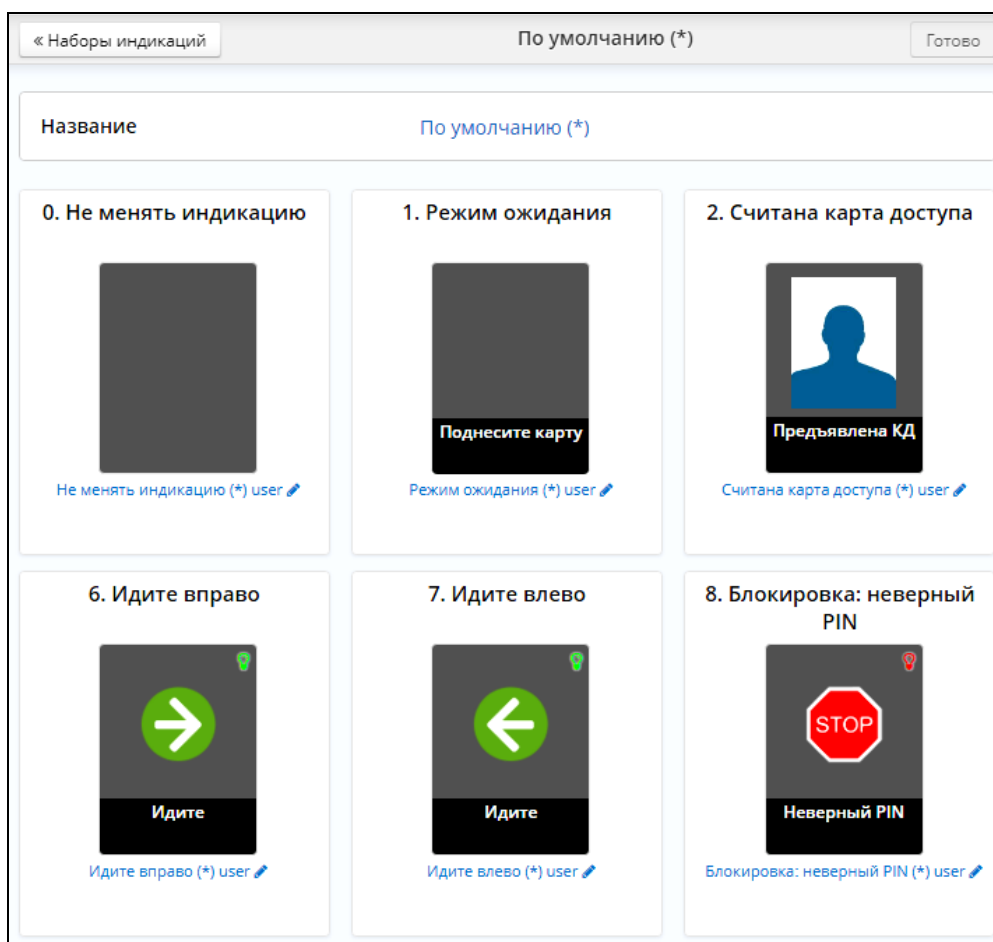 « Наборы индикаций
По умолчанию (*)
Готово
Название
По умолчанию (*)
0. Не менять индикацию
1. Режим ожидания
2. Считана карта доступа
Поднесите карту
Предъявлена КД
Не менять индикацию (*) user
Режим ожидания (*) user
Считана карта доступа (*) user
6. Идите вправо
7. Идите влево
8. Блокировка: неверный
PIN
STOP
Идите
Идите
Неверный PIN
Идите вправо (*) user
Идите влево (*) user
Блокировка: неверный PIN (*) user